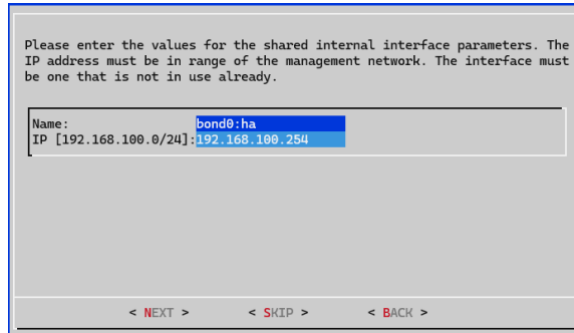 Please enter the values for the shared internal interface parameters. The
IP address must be in range of the management network. The interface must
be one that is not in use already.
Name: bond0:ha
IP [192.168.100.0/24]:192.168.100.254
< NEXT > < SKIP > < BACK >